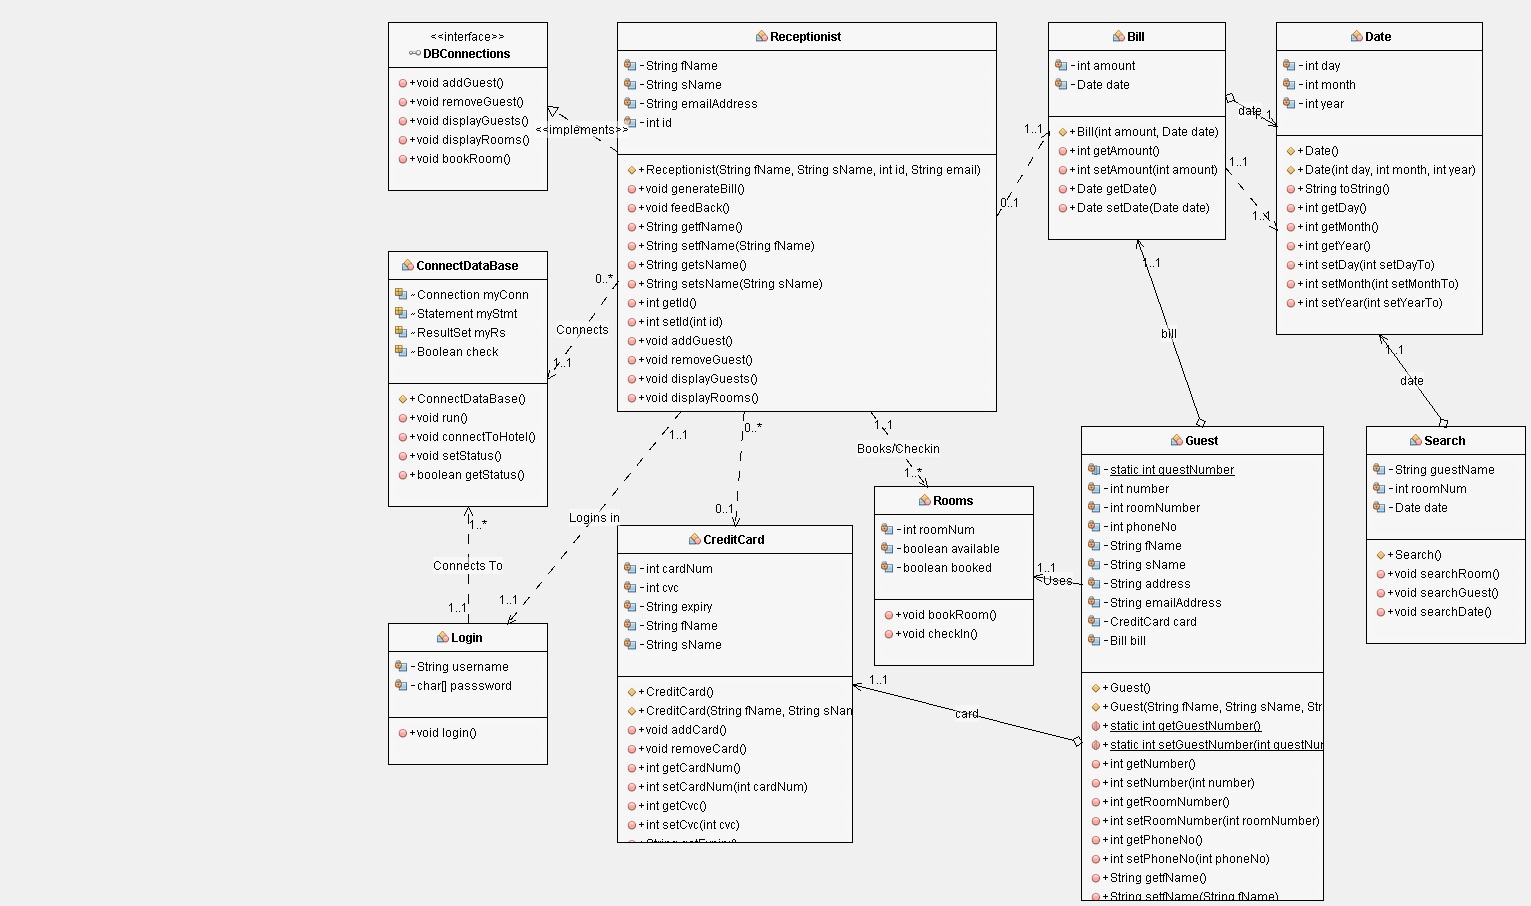 <<interface>>
DBConnections
+void addGuest()
+void removeGuest()
+void displayGuests()
+void displayRooms()
+void bookRoom()
<<implements>>
Receptionist
-String fName
-String sName
-String emailAddress
-int id
+Receptionist(String fName, String sName, int id, String email)
+void generateBill()
+void feedBack()
+String getfName()
+String setfName(String fName)
+String getsName()
+String setsName(String sName)
+int getId()
+int setId(int id)
+void addGuest()
+void removeGuest()
+void displayGuests()
+void displayRooms()
1..1
0..1
Bill
-int amount
-Date date
+Bill(int amount, Date date)
+int getAmount()
+int setAmount(int amount)
+Date getDate()
+Date setDate(Date date)
date
1..1
1..1
1..1
Date
-int day
-int month
-int year
+Date()
+Date(int day, int month, int year)
+String toString()
+int getDay()
+int getMonth()
+int getYear()
+int setDay(int setDayTo)
+int setMonth(int setMonthTo)
+int setYear(int setYearTo)
ConnectDataBase
~Connection myConn
~Statement myStmt
~ResultSet myRs
~Boolean check
+ConnectDataBase()
+void run()
+void connectToHotel()
+void setStatus()
+boolean getStatus()
0..*
Connects
1..1
1..1
bill
1..1
date
1..*
Connects To
1..1
1..1
Logins in
1..1
0..*
0..1
1..1
Books/Checkin
1..*
Login
-String username
-char[] passsword
+void login()
CreditCard
-int cardNum
-int cvc
-String expiry
-String fName
-String sName
+CreditCard()
+CreditCard(String fName, String sNam
+void addCard()
+void removeCard()
+int getCardNum()
+int setCardNum(int cardNum)
+int getCvc()
+int setCvc(int cvc)
+String getExpiry()
Rooms
-int roomNum
-boolean available
-boolean booked
+void bookRoom()
+void checkIn()
1..1
Uses
1..1
card
Guest
-static int guestNumber
-int number
-int roomNumber
-int phoneNo
-String fName
-String sName
-String address
-String emailAddress
-CreditCard card
-Bill bill
+Guest()
+Guest(String fName, String sName, Str
+static int getGuestNumber()
+static int setGuestNumber(int guestNum
+int getNumber()
+int setNumber(int number)
+int getRoomNumber()
+int setRoomNumber(int roomNumber)
+int getPhoneNo()
+int setPhoneNo(int phoneNo)
+String getfName()
+String setfName(String fName)
Search
-String guestName
-int roomNum
-Date date
+Search()
+void searchRoom()
+void searchGuest()
+void searchDate()